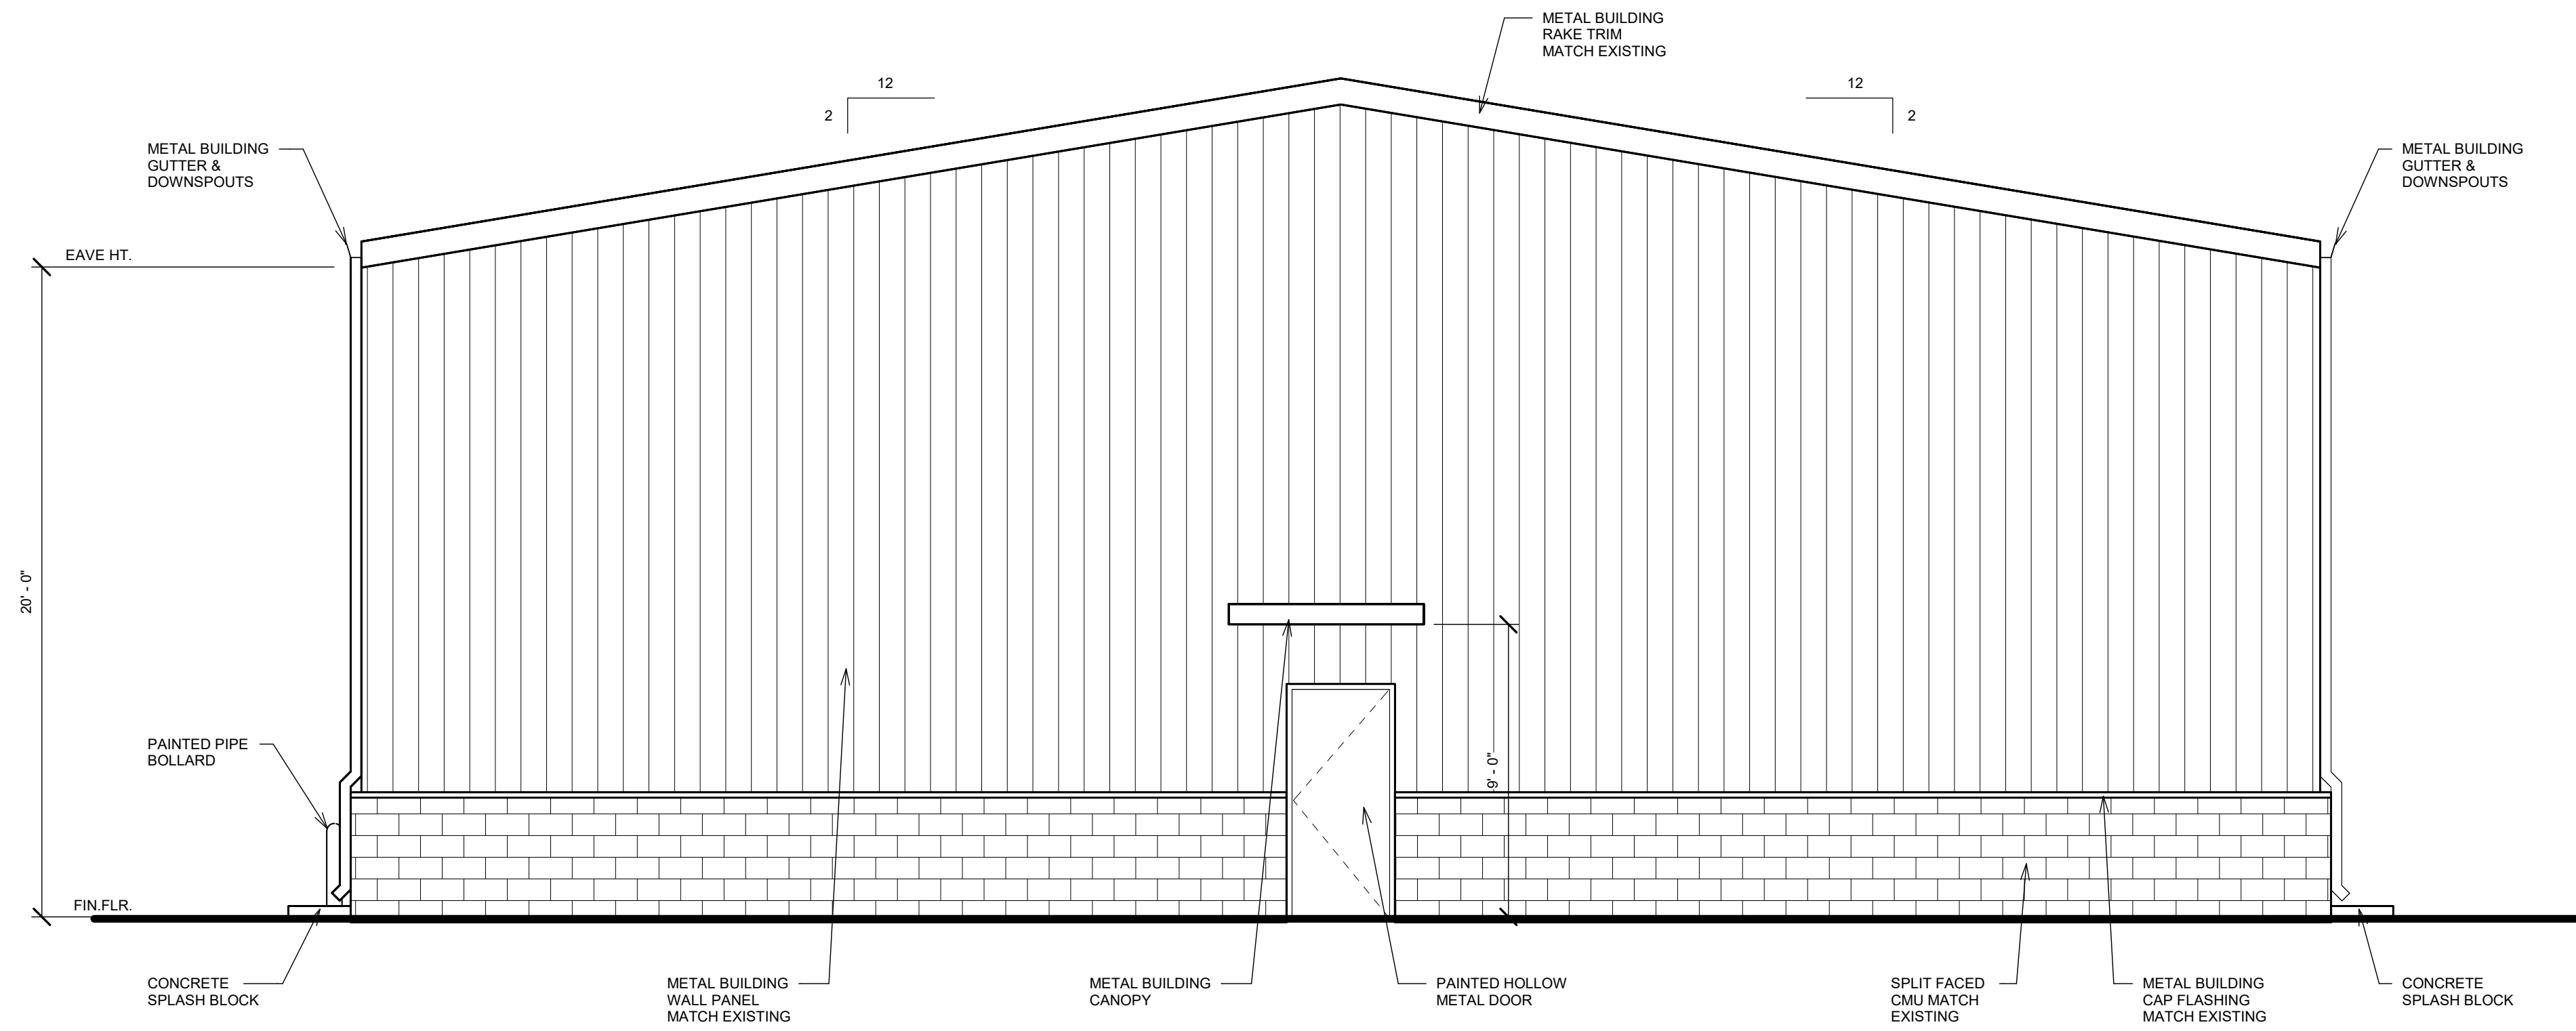 METAL BUILDING
RAKE TRIM
MATCH EXISTING
12
2
12
2
METAL BUILDING
GUTTER &
DOWNSPOUTS
METAL BUILDING
GUTTER &
DOWNSPOUTS
EAVE HT.
20' - 0"
PAINTED PIPE
BOLLARD
9' - 0"
FIN.FLR.
CONCRETE
SPLASH BLOCK
METAL BUILDING
WALL PANEL
MATCH EXISTING
METAL BUILDING
CANOPY
PAINTED HOLLOW
METAL DOOR
SPLIT FACED
CMU MATCH
EXISTING
METAL BUILDING
CAP FLASHING
MATCH EXISTING
CONCRETE
SPLASH BLOCK